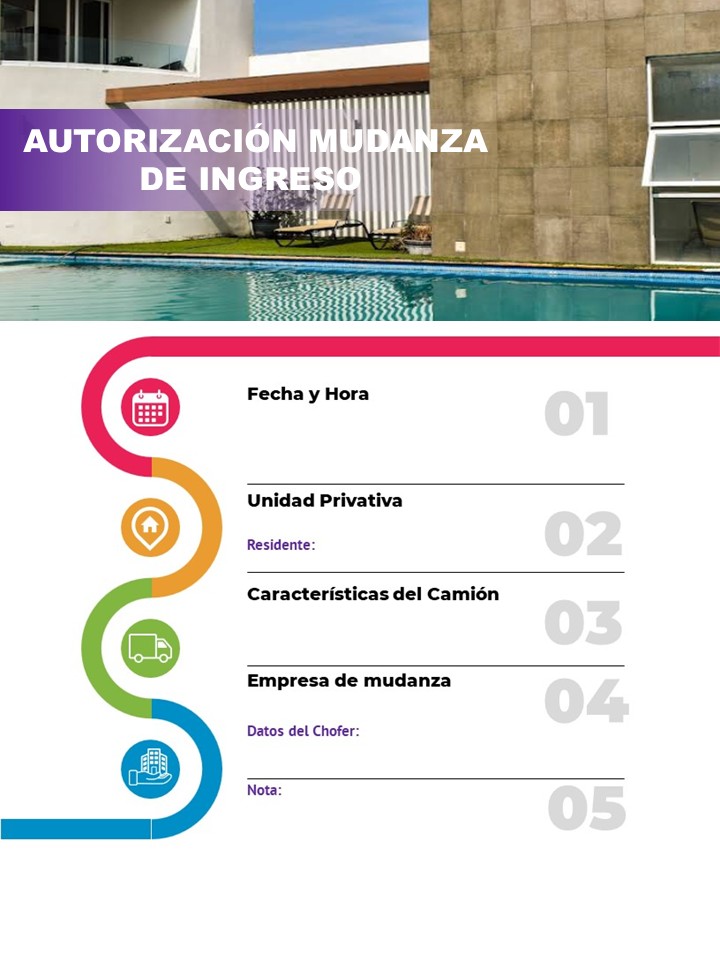 AUTORIZACIÓN MUDANZA
DE INGRESO
Fecha y Hora
01
Unidad Privativa
02
Residente:
Características del Camión
03
Empresa de mudanza
04
Datos del Chofer:
Nota:
05